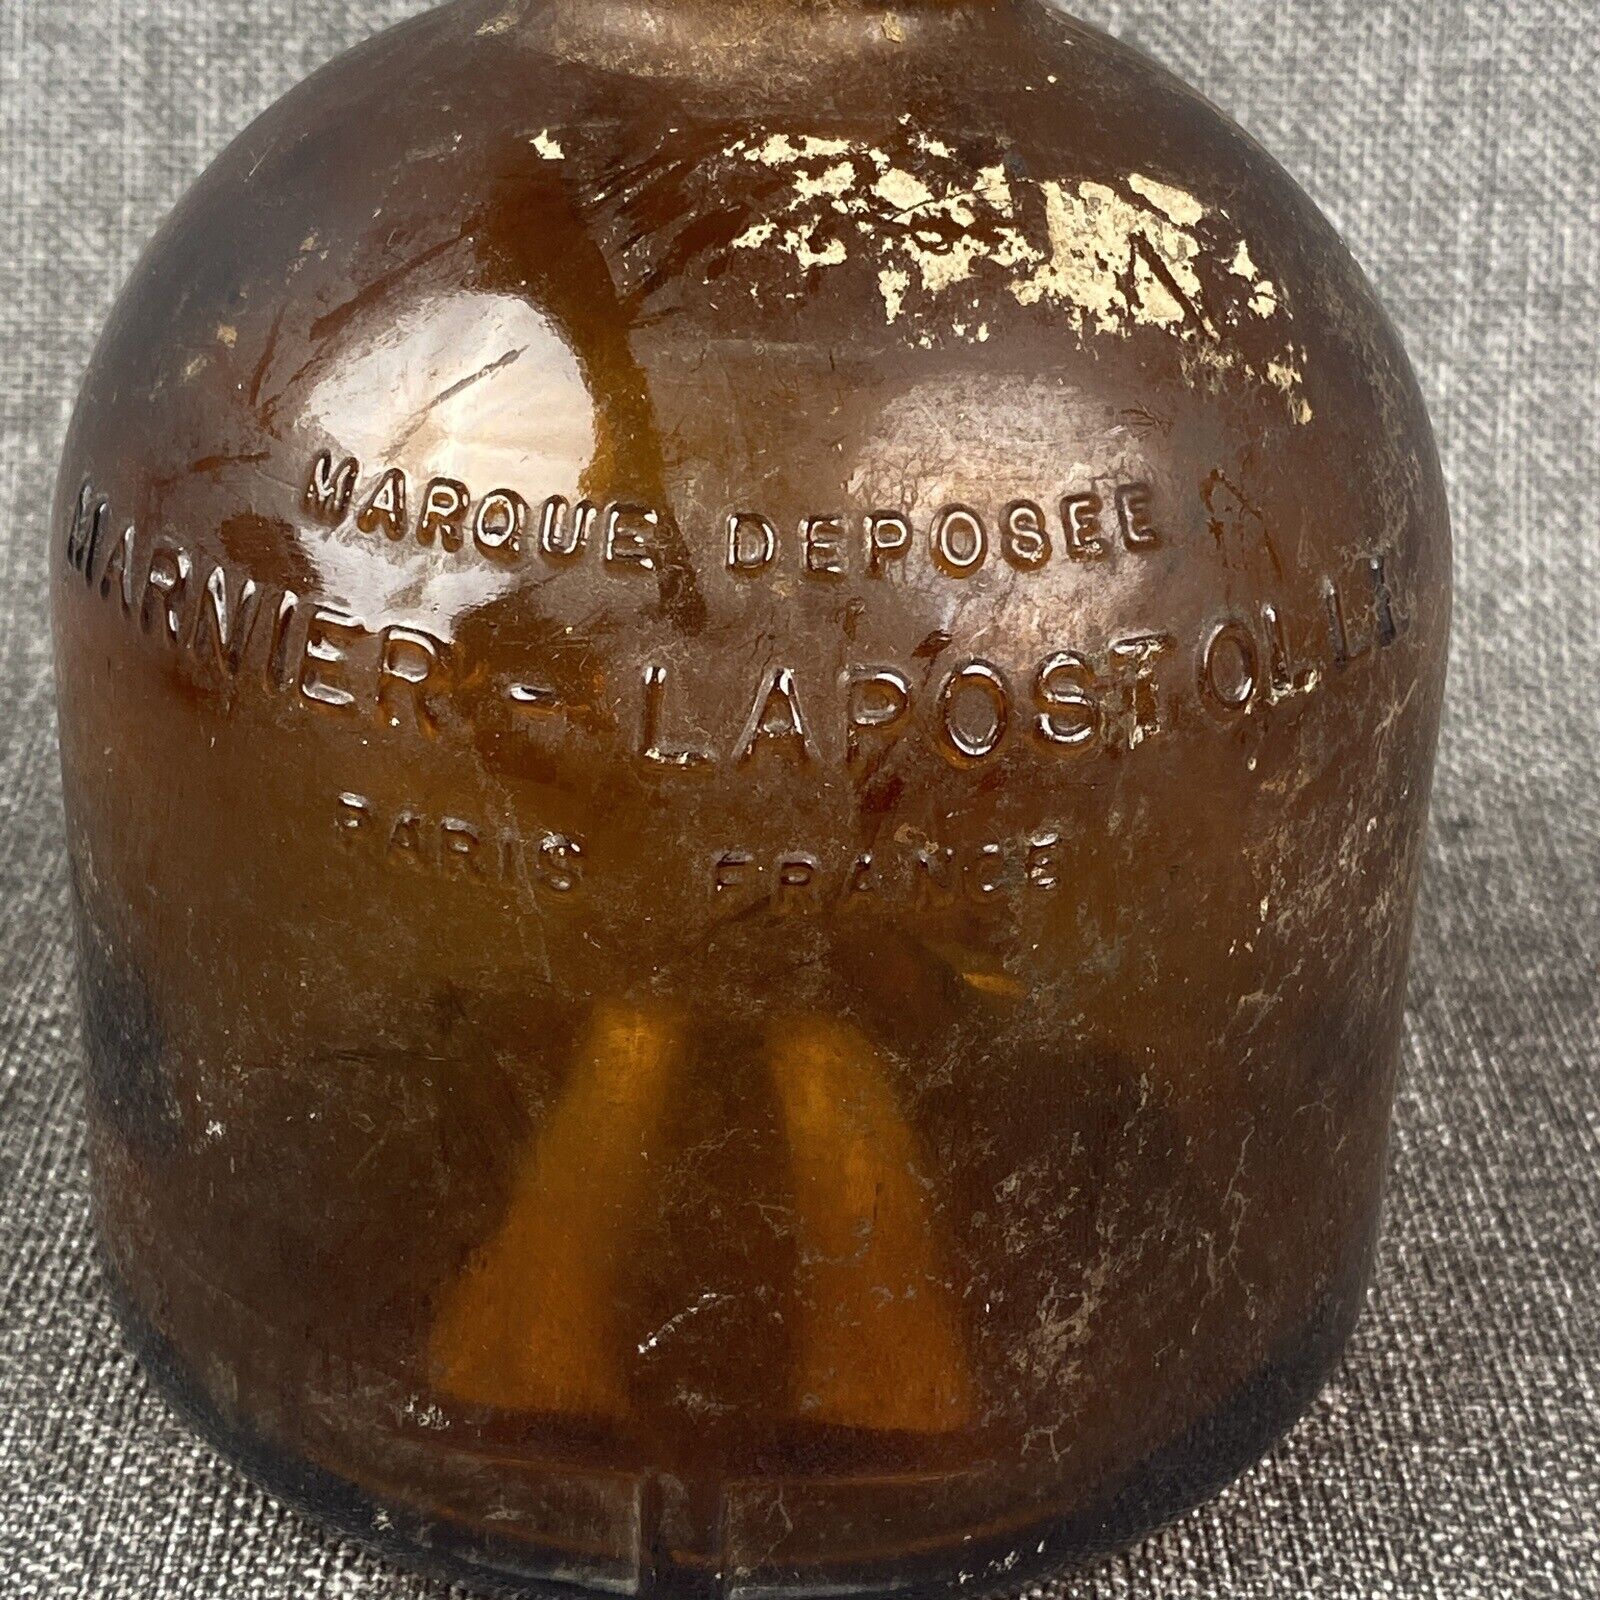 MARQUE DEPOSEE
MARNIER - LAPOSTOLLE
PARIS FRANCE